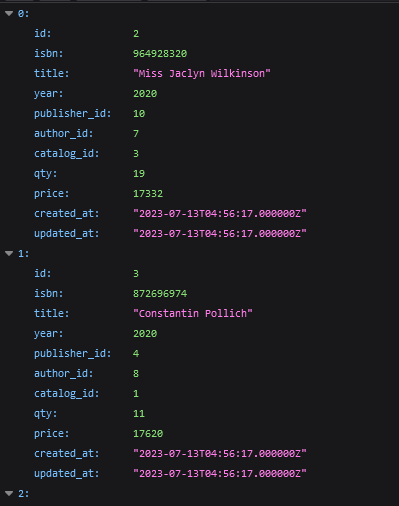 0:
id: 2
isbn: 964928320
title: "Miss Jaclyn Wilkinson"
year: 2020
publisher_id: 10
author_id: 7
catalog_id: 3
qty: 19
price: 17332
created_at: "2023-07-13T04:56:17.000000Z"
updated_at: "2023-07-13T04:56:17.000000Z"
1:
id: 3
isbn: 872696974
title: "Constantin Pollich"
year: 2020
publisher_id: 4
author_id: 8
catalog_id: 1
qty: 11
price: 17620
created_at: "2023-07-13T04:56:17.000000Z"
updated_at: "2023-07-13T04:56:17.000000Z"
2: